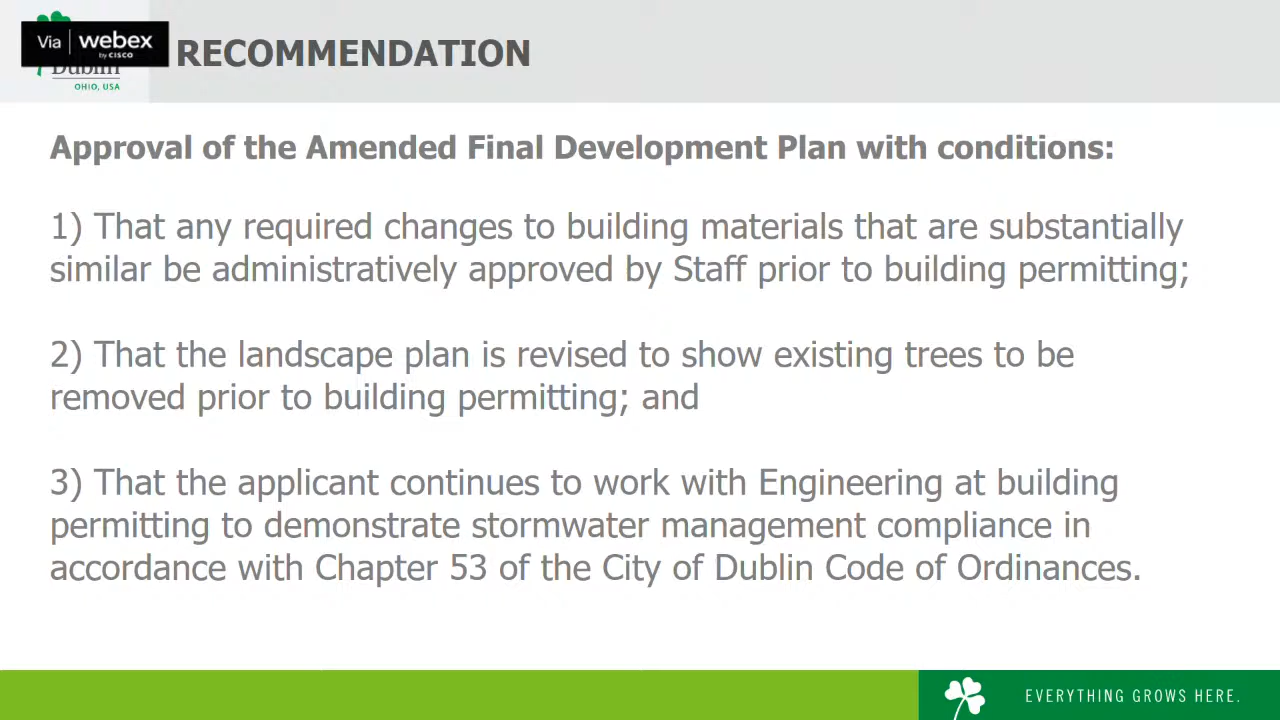 Via webex
by CISCO
Dublin
OHIO, USA
RECOMMENDATION
Approval of the Amended Final Development Plan with conditions:
1) That any required changes to building materials that are substantially
similar be administratively approved by Staff prior to building permitting;
2) That the landscape plan is revised to show existing trees to be
removed prior to building permitting; and
3) That the applicant continues to work with Engineering at building
permitting to demonstrate stormwater management compliance in
accordance with Chapter 53 of the City of Dublin Code of Ordinances.
EVERYTHING GROWS HERE.